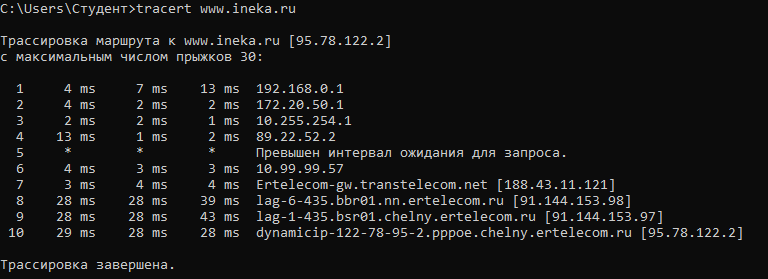 C:\Users\Студент>tracert www.ineka.ru
Трассировка маршрута к www.ineka.ru [95.78.122.2]
с максимальным числом прыжков 30:
1 4 ms 7 ms 13 ms 192.168.0.1
2 4 ms 2 ms 2 ms 172.20.50.1
3 2 ms 2 ms 1 ms 10.255.254.1
4 13 ms 1 ms 2 ms 89.22.52.2
5 * * * Превышен интервал ожидания для запроса.
6 4 ms 3 ms 3 ms 10.99.99.57
7 3 ms 4 ms 4 ms Ertelecom-gw.transtelecom.net [188.43.11.121]
8 28 ms 28 ms 39 ms lag-6-435.bbr01.nn.ertelecom.ru [91.144.153.98]
9 28 ms 28 ms 43 ms lag-1-435.bsr01.chelny.ertelecom.ru [91.144.153.97]
10 29 ms 28 ms 28 ms dynamicip-122-78-95-2.pppoe.chelny.ertelecom.ru [95.78.122.2]
Трассировка завершена.